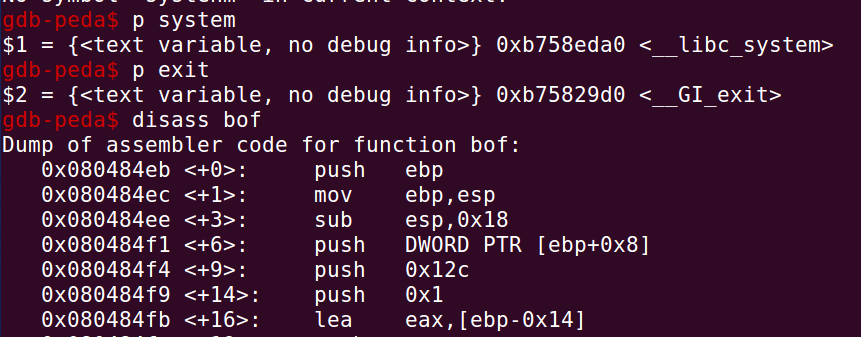 gdb-peda$ p system
$1 = {<text variable, no debug info>} 0xb758eda0 <__libc_system>
gdb-peda$ p exit
$2 = {<text variable, no debug info>} 0xb75829d0 <__GI_exit>
gdb-peda$ disass bof
Dump of assembler code for function bof:
   0x080484eb <+0>:     push   ebp
   0x080484ec <+1>:     mov    ebp,esp
   0x080484ee <+3>:     sub    esp,0x18
   0x080484f1 <+6>:     push   DWORD PTR [ebp+0x8]
   0x080484f4 <+9>:     push   0x12c
   0x080484f9 <+14>:    push   0x1
   0x080484fb <+16>:    lea    eax,[ebp-0x14]